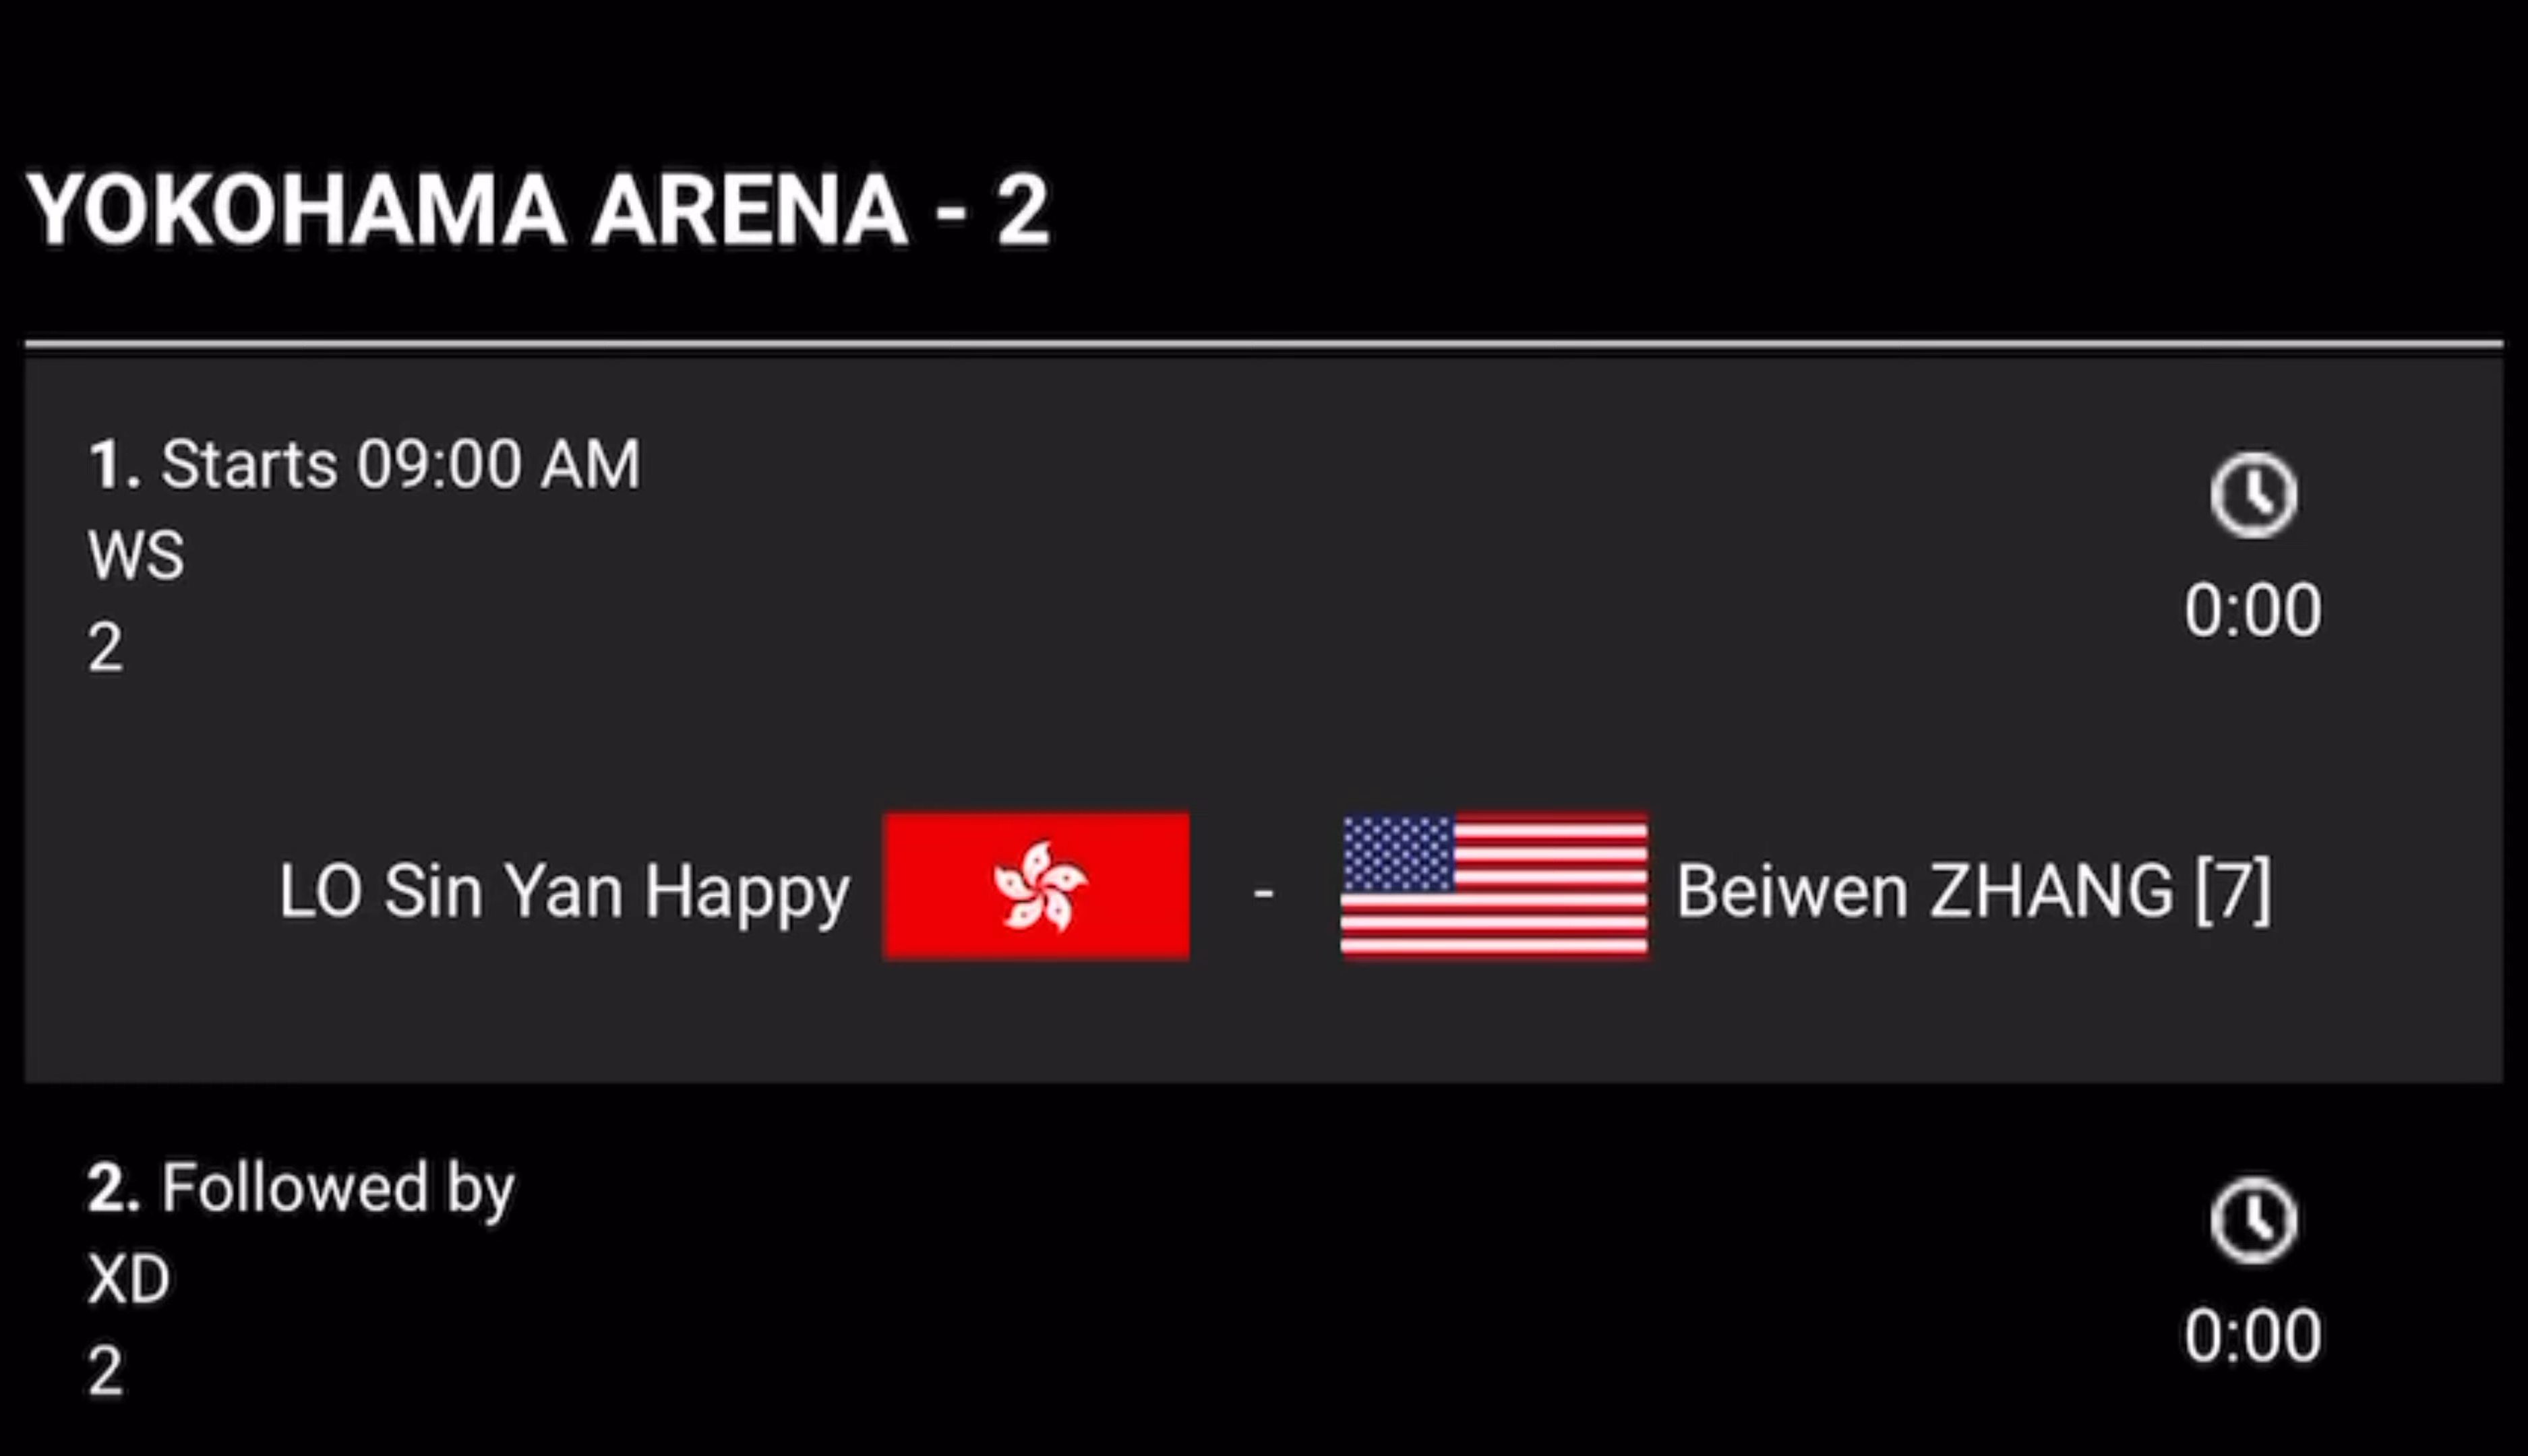 YOKOHAMA ARENA - 2
1. Starts 09:00 AM
WS
2
0:00
LO Sin Yan Happy - Beiwen ZHANG [7]
2. Followed by
XD
2
0:00